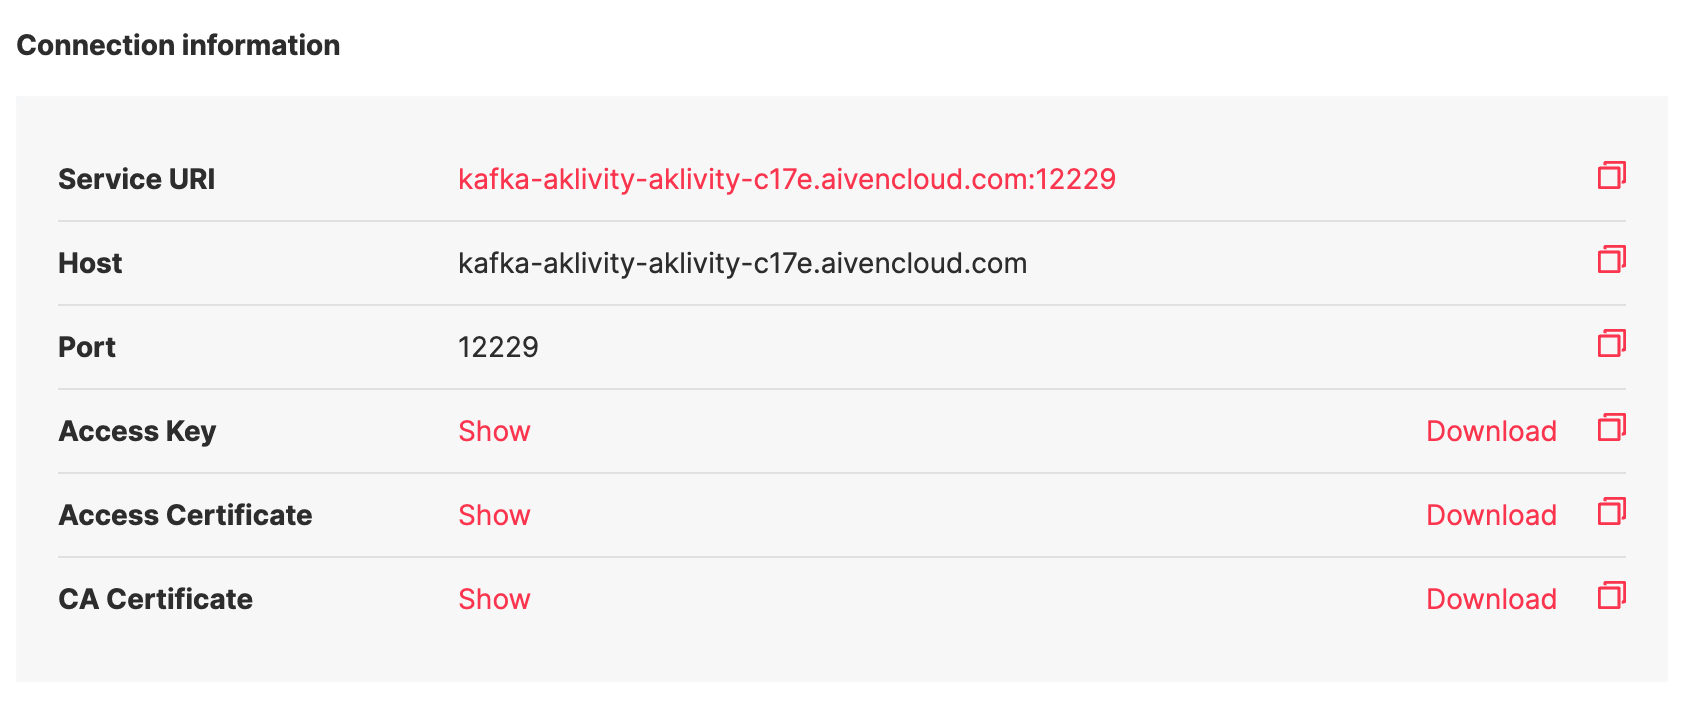 Connection information
Service URI kafka-aklivity-aklivity-c17e.aivencloud.com:12229
Host kafka-aklivity-aklivity-c17e.aivencloud.com
Port 12229
Access Key Show Download
Access Certificate Show Download
CA Certificate Show Download